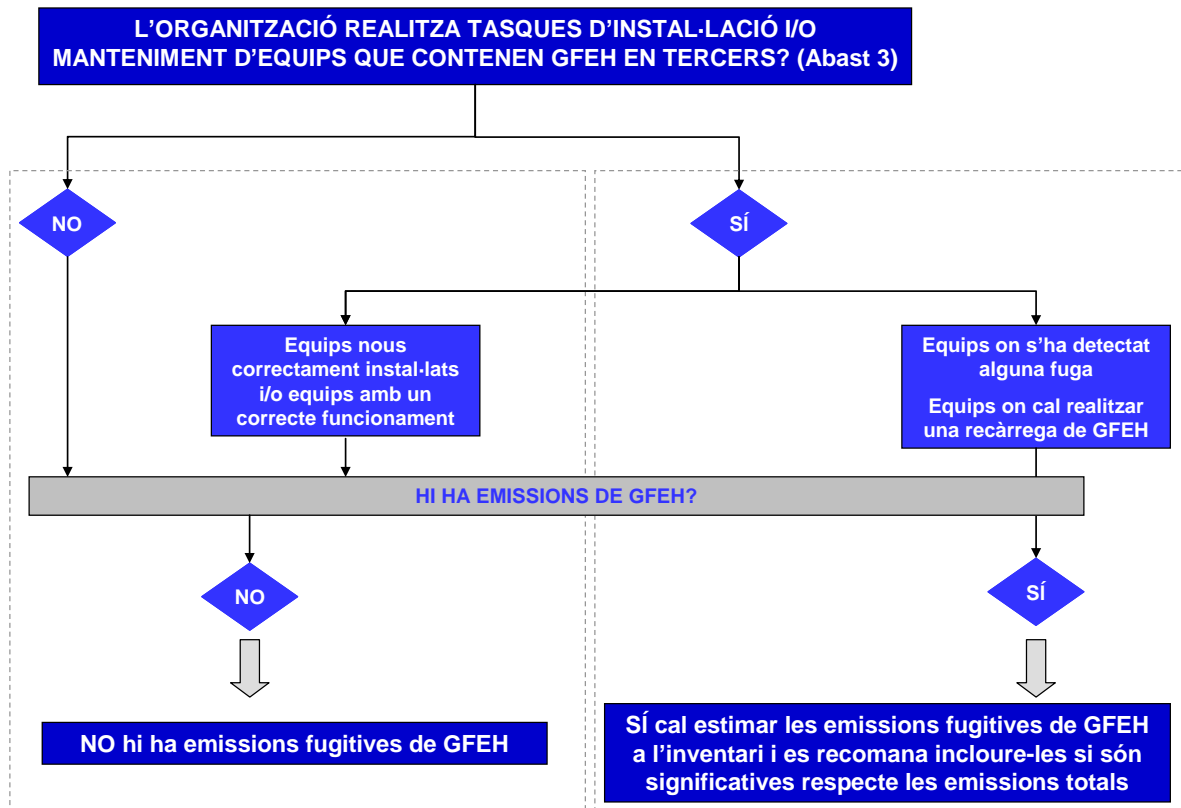 L’ORGANITZACIÓ REALITZA TASQUES D’INSTAL·LACIÓ I/O
MANTENIMENT D’EQUIPS QUE CONTENEN GFEH EN TERCERS? (Abast 3)
NO
SÍ
Equips nous
correctament instal·lats
i/o equips amb un
correcte funcionament
Equips on s’ha detectat
alguna fuga
Equips on cal realitzar
una recàrrega de GFEH
HI HA EMISSIONS DE GFEH?
NO
SÍ
NO hi ha emissions fugitives de GFEH
SÍ cal estimar les emissions fugitives de GFEH
a l’inventari i es recomana incloure-les si són
significatives respecte les emissions totals